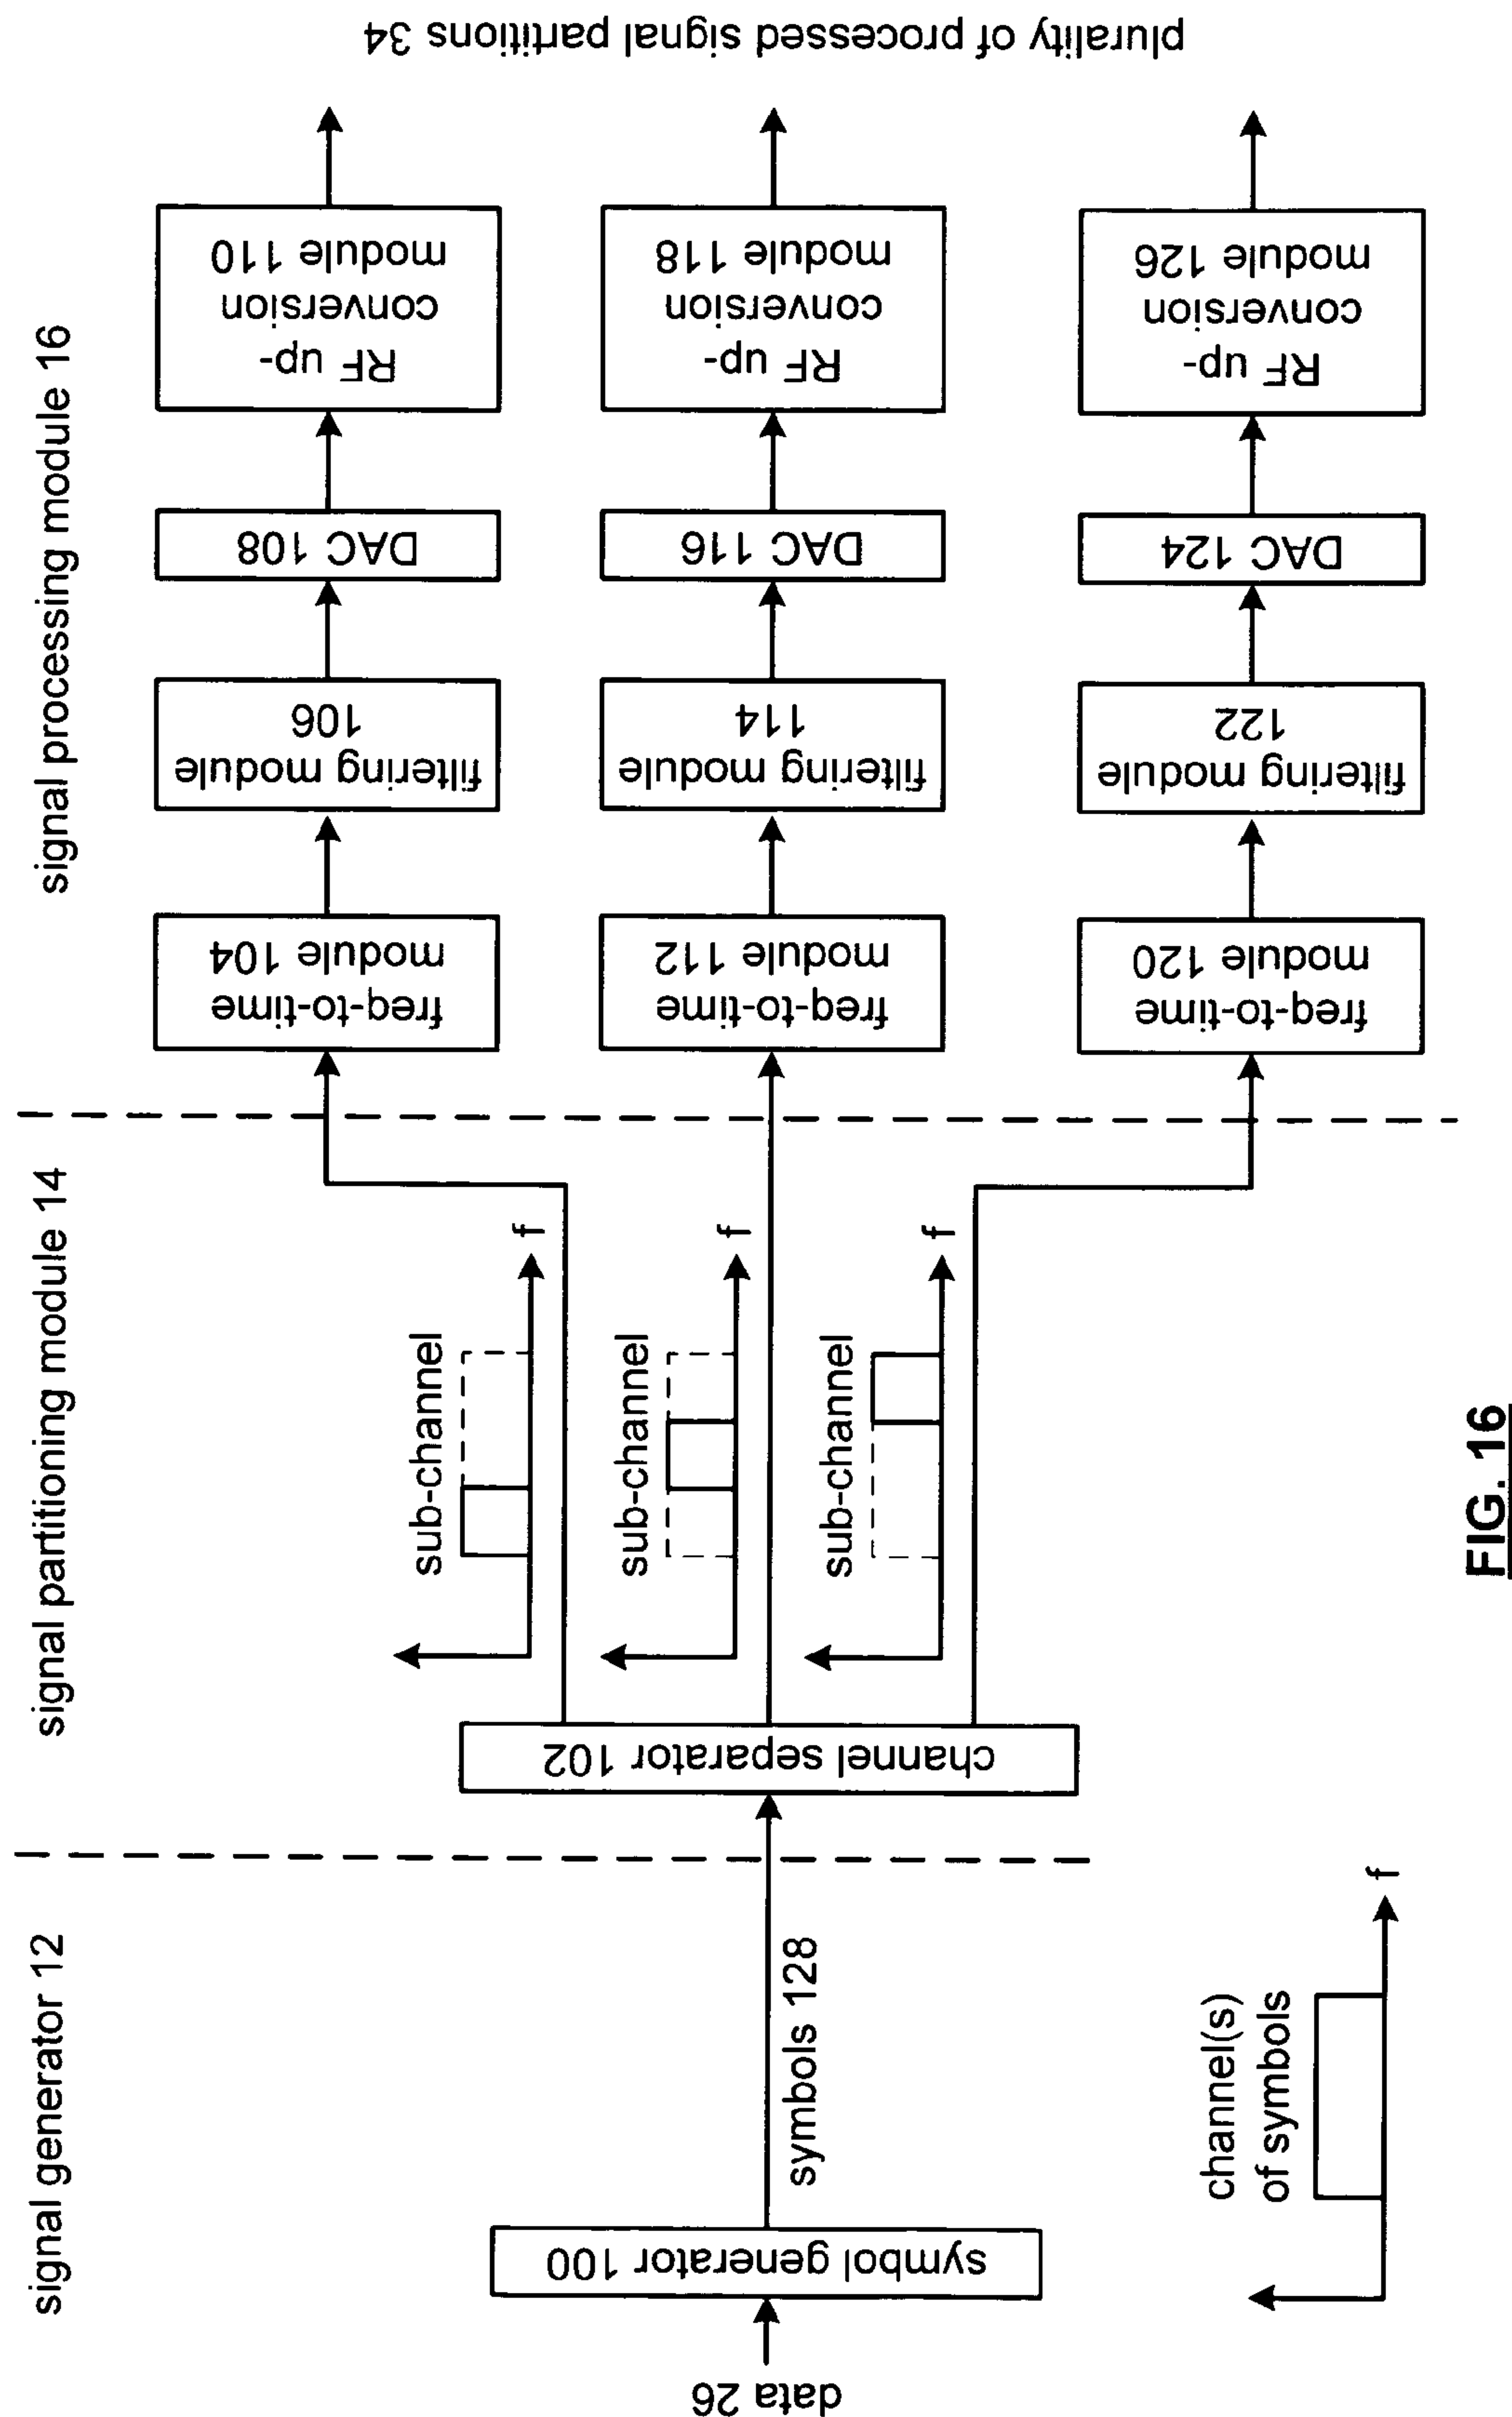 signal generator 12
signal partitioning module 14
signal processing module 16
data 26
symbol generator 100
symbols 128
channel(s)
of symbols
f
channel separator 102
sub-channel
f
sub-channel
f
sub-channel
f
freq-to-time
module 104
filtering module
106
DAC 108
RF up-
conversion
module 110
freq-to-time
module 112
filtering module
114
DAC 116
RF up-
conversion
module 118
freq-to-time
module 120
filtering module
122
DAC 124
RF up-
conversion
module 126
plurality of processed signal partitions 34
FIG. 16